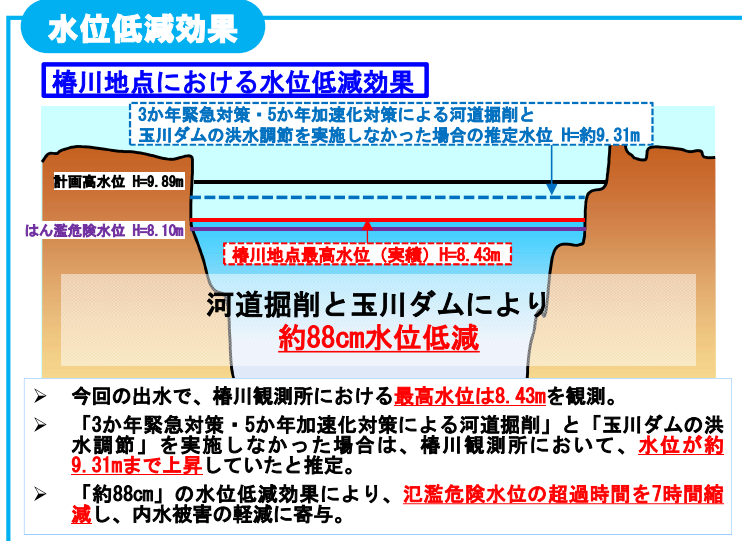 水位低減効果
椿川地点における水位低減効果
3か年緊急対策・5か年加速化対策による河道掘削と
玉川ダムの洪水調節を実施しなかった場合の推定水位 H=約9.31m
計画高水位 H=9.89m
はん濫危険水位 H=8.10m
椿川地点最高水位(実績)H=8.43m
河道掘削と玉川ダムにより
約88cm水位低減
➢ 今回の出水で、椿川観測所における最高水位は8.43mを観測。
➢ 「3か年緊急対策・5か年加速化対策による河道掘削」と「玉川ダムの洪
水調節」を実施しなかった場合は、椿川観測所において、水位が約
9.31mまで上昇していたと推定。
➢ 「約88cm」の水位低減効果により、氾濫危険水位の超過時間を7時間縮
減し、内水被害の軽減に寄与。